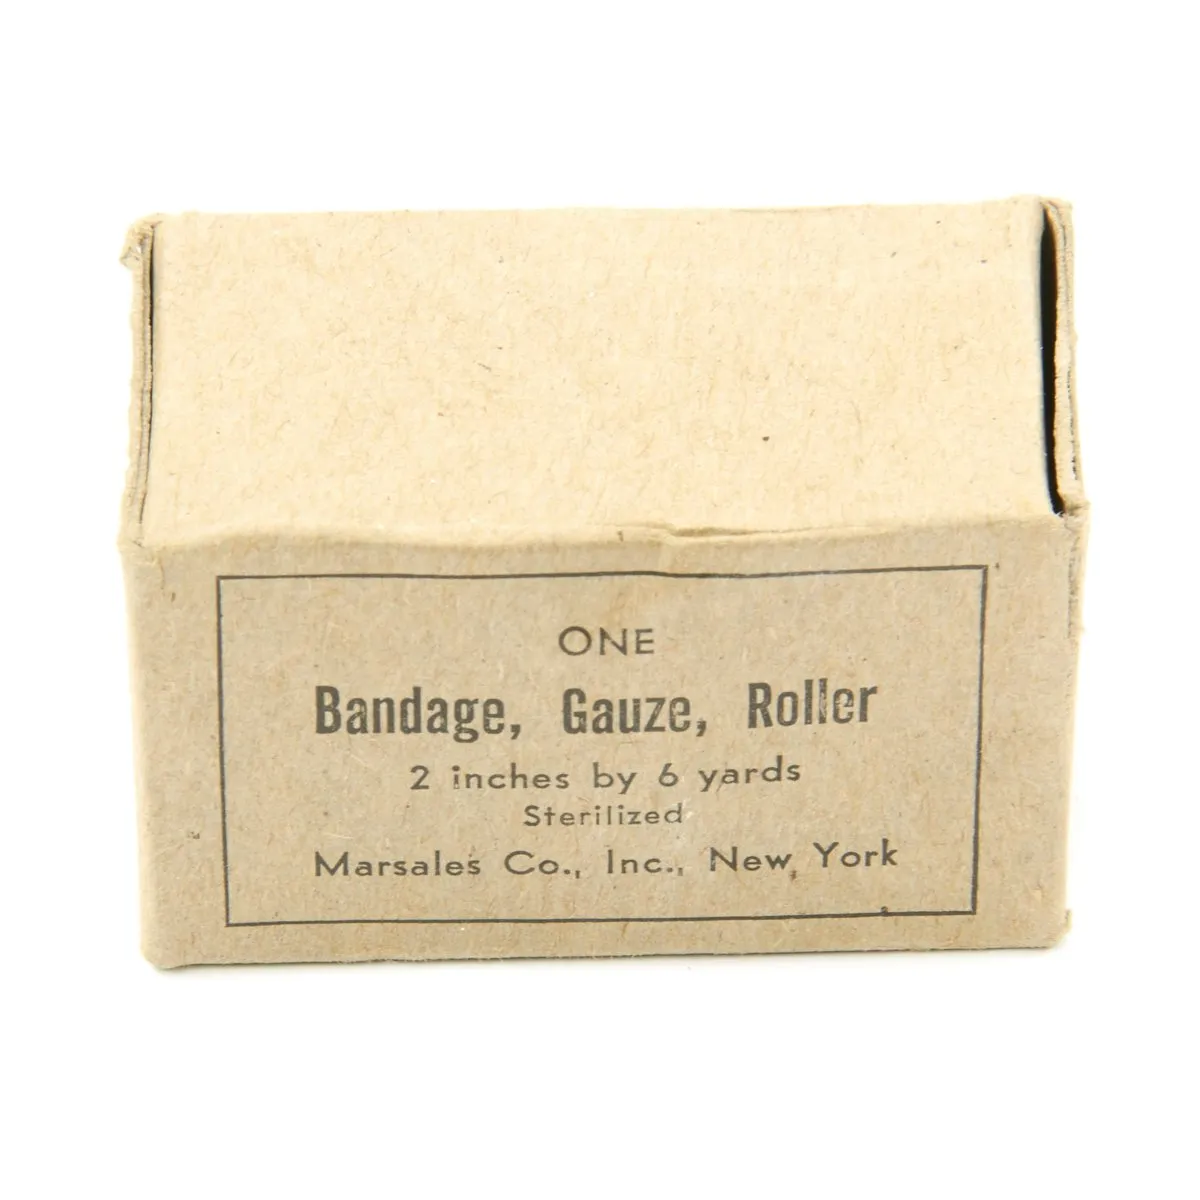 ONE
Bandage, Gauze, Roller
2 inches by 6 yards
Sterilized
Marsales Co., Inc., New York